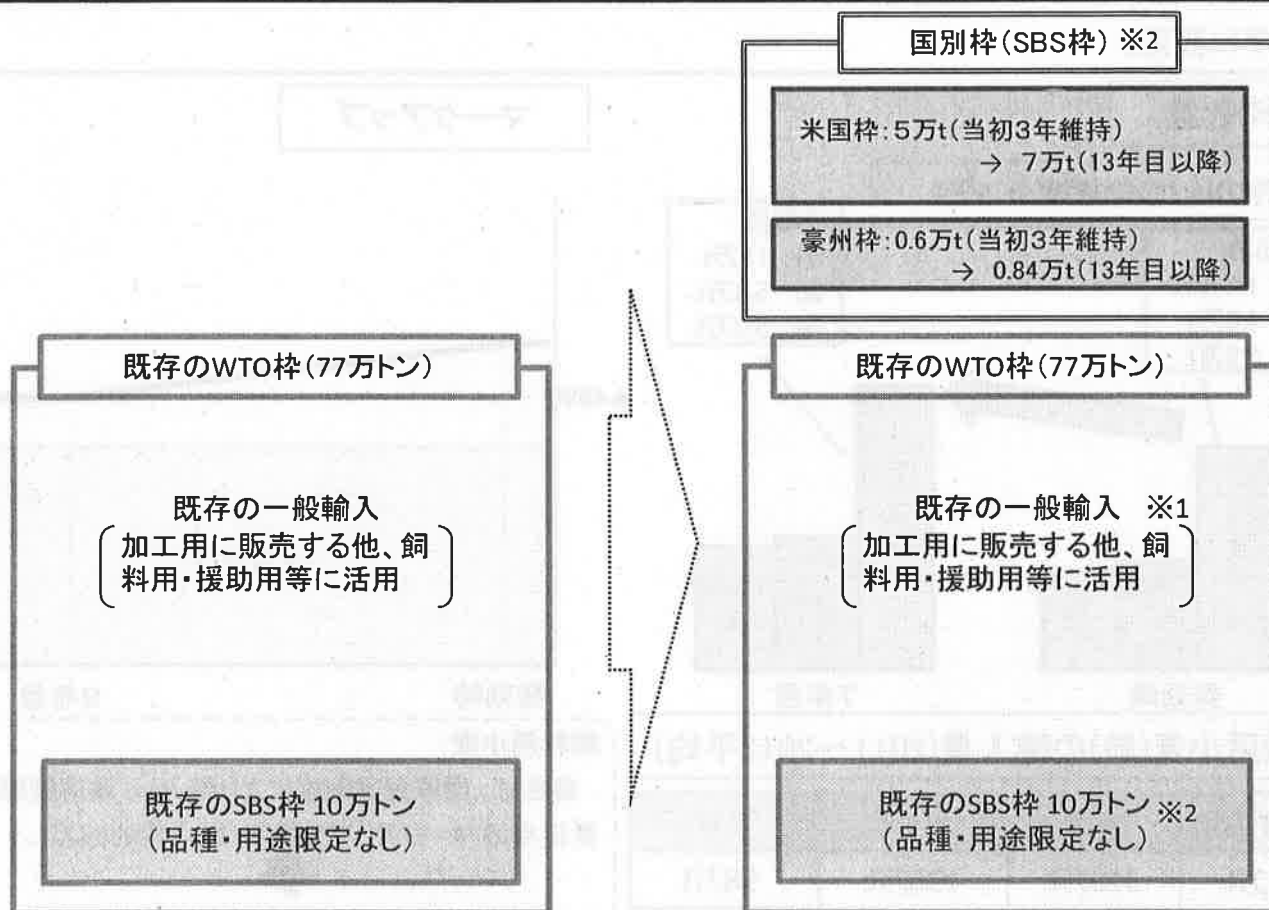 国別枠(SBS枠) ※2
米国枠:5万t(当初3年維持)
→ 7万t(13年目以降)
豪州枠:0.6万t(当初3年維持)
→ 0.84万t(13年目以降)
既存のWTO枠(77万トン)
既存の一般輸入
加工用に販売する他、飼
料用・援助用等に活用
既存のSBS枠 10万トン
(品種・用途限定なし)
既存のWTO枠(77万トン)
既存の一般輸入 ※1
加工用に販売する他、飼
料用・援助用等に活用
既存のSBS枠 10万トン ※2
(品種・用途限定なし)